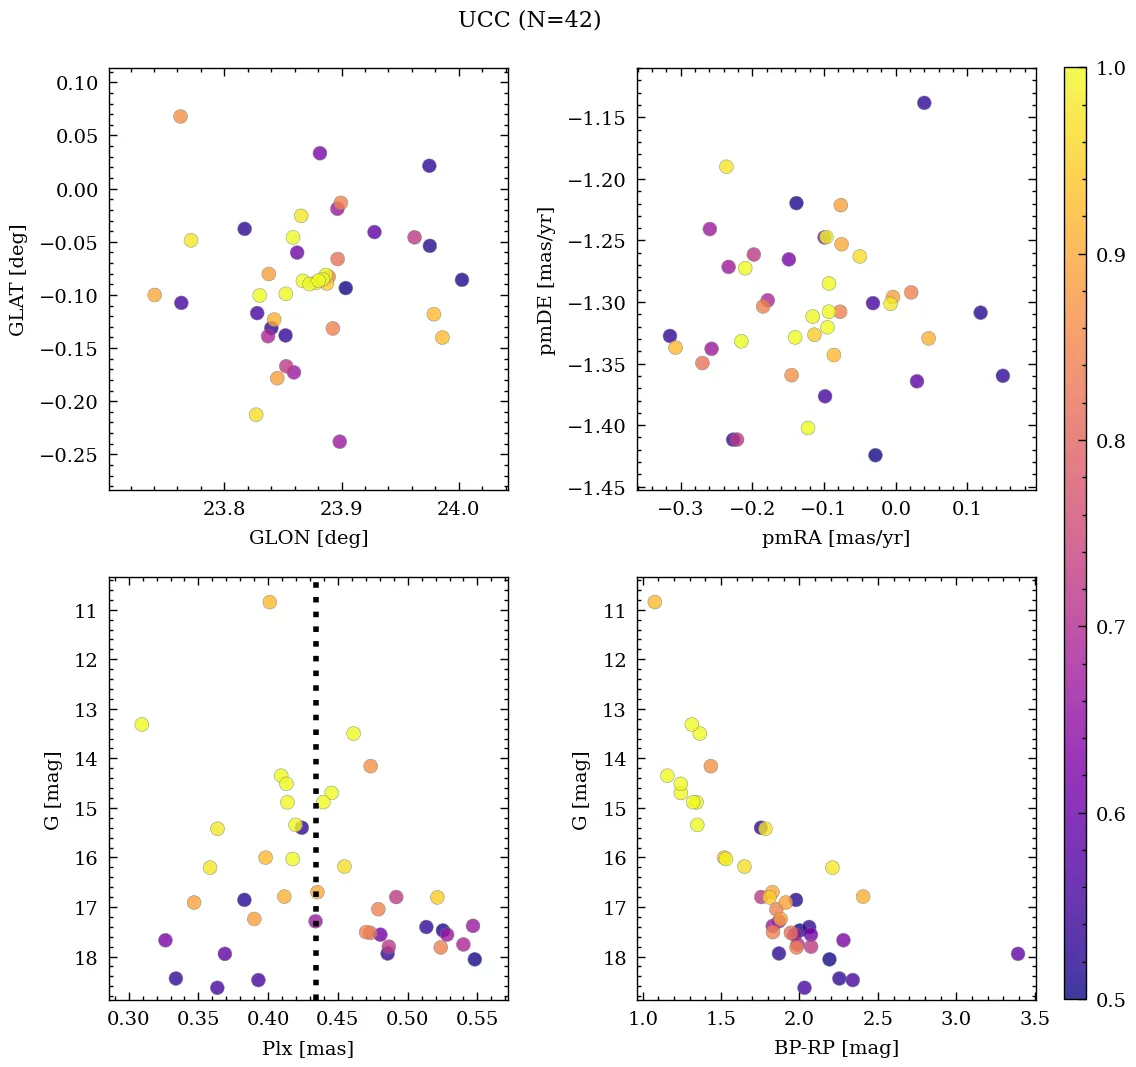 UCC (N=42)
0.10
0.05
0.00
−0.05
−0.10
−0.15
−0.20
−0.25
GLAT [deg]
23.8 23.9 24.0
GLON [deg]
−1.15
−1.20
−1.25
−1.30
−1.35
−1.40
−1.45
pmDE [mas/yr]
−0.3 −0.2 −0.1 0.0 0.1
pmRA [mas/yr]
11
12
13
14
15
16
17
18
G [mag]
0.30 0.35 0.40 0.45 0.50 0.55
Plx [mas]
11
12
13
14
15
16
17
18
G [mag]
1.0 1.5 2.0 2.5 3.0 3.5
BP-RP [mag]
1.0
0.9
0.8
0.7
0.6
0.5